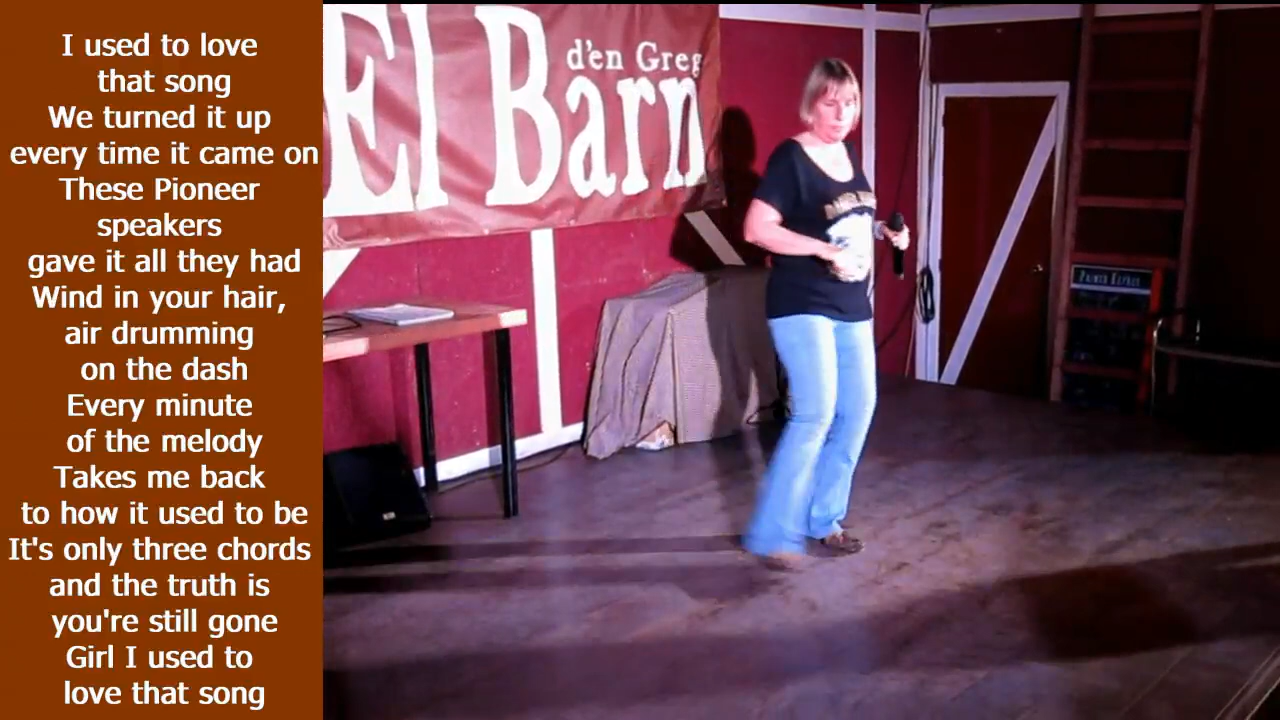 I used to love
that song
We turned it up
every time it came on
These Pioneer
speakers
gave it all they had
Wind in your hair,
air drumming
on the dash
Every minute
of the melody
Takes me back
to how it used to be
It's only three chords
and the truth is
you're still gone
Girl I used to
love that song
El Barn
d'en Greg